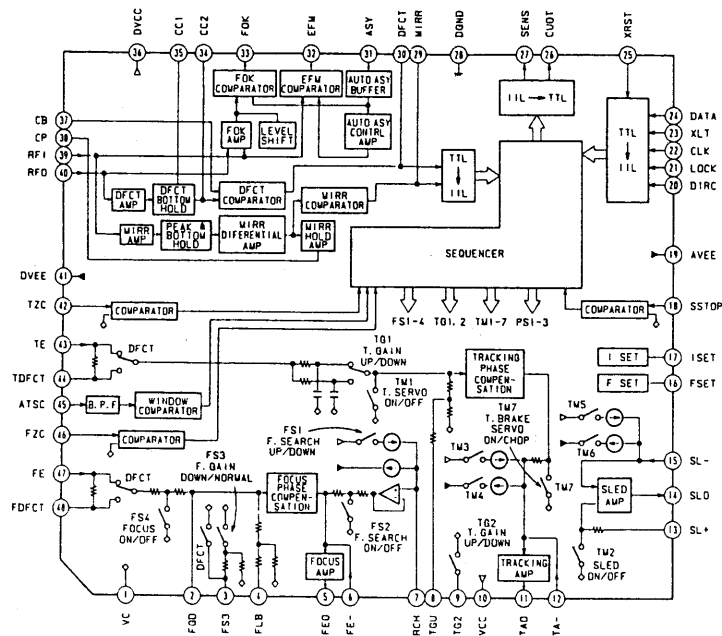 DVCC
CC1
CC2
FOK
EFM
ASY
DFCT
MIRR
DGND
SENS
CUOT
XRST
36
35
34
33
32
31
30
29
28
27
26
25
FOK
COMPARATOR
EFM
COMPARATOR
AUTO ASY
BUFFER
IIL → TTL
CB
37
CP
38
RFI
39
RFO
40
FOK
AMP
LEVEL
SHIFT
AUTO ASY
CONTRL
AMP
TTL
↓
IIL
TTL
↓
IIL
24
DATA
23
XLT
22
CLK
21
LOCK
20
DIRC
DFCT
AMP
DFCT
BOTTOM
HOLD
DFCT
COMPARATOR
MIRR
COMPARATOR
MIRR
AMP
PEAK &
BOTTOM
HOLD
MIRR
DIFERENTIAL
AMP
MIRR
HOLD
AMP
SEQUENCER
19
AVEE
DVEE
41
TZC
42
COMPARATOR
FS1-4
TG1, 2
TM1-7
PS1-3
COMPARATOR
18
SSTOP
TE
43
DFCT
TG1
T. GAIN
UP/DOWN
TDFCT
44
TM1
T. SERVO
ON/OFF
TRACKING
PHASE
COMPEN-
SATION
I SET
17
ISET
F SET
16
FSET
ATSC
45
B.P.F
WINDOW
COMPARATOR
FS1
F. SEARCH
UP/DOWN
TM7
T. BRAKE
SERVO
ON/CHOP
TM5
FZC
46
COMPARATOR
FS3
F. GAIN
DOWN/NORMAL
TM3
TM6
15
SL-
FE
47
DFCT
FOCUS
PHASE
COMPEN-
SATION
TM4
TM7
SLED
AMP
14
SLO
FDFCT
48
FS4
FOCUS
ON/OFF
DFCT
FS2
F. SEARCH
ON/OFF
TG2
T. GAIN
UP/DOWN
13
SL+
TM2
SLED
ON/OFF
FOCUS
AMP
TRACKING
AMP
1
2
3
4
5
6
7
8
9
10
11
12
VC
FGD
FS3
FLB
FEO
FE-
RCH
TGU
TG2
VCC
TAO
TA-